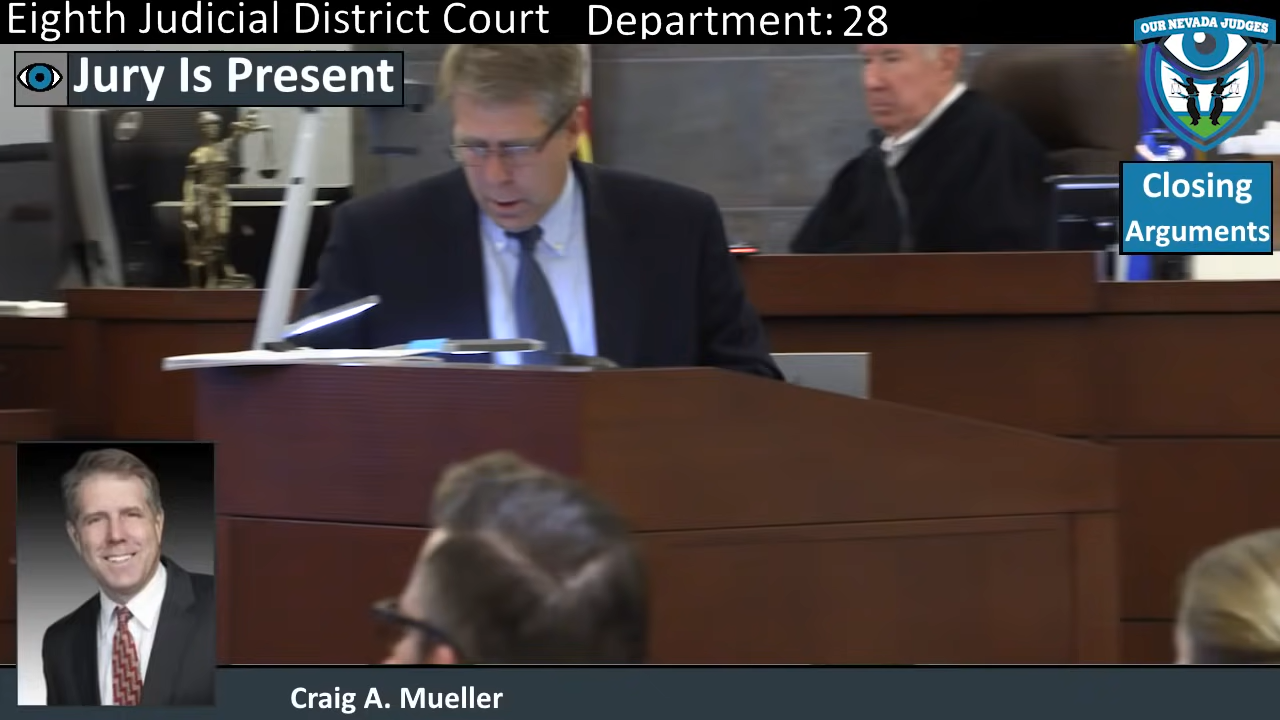 Eighth Judicial District Court Department: 28
OUR NEVADA JUDGES
Jury Is Present
Closing
Arguments
Craig A. Mueller